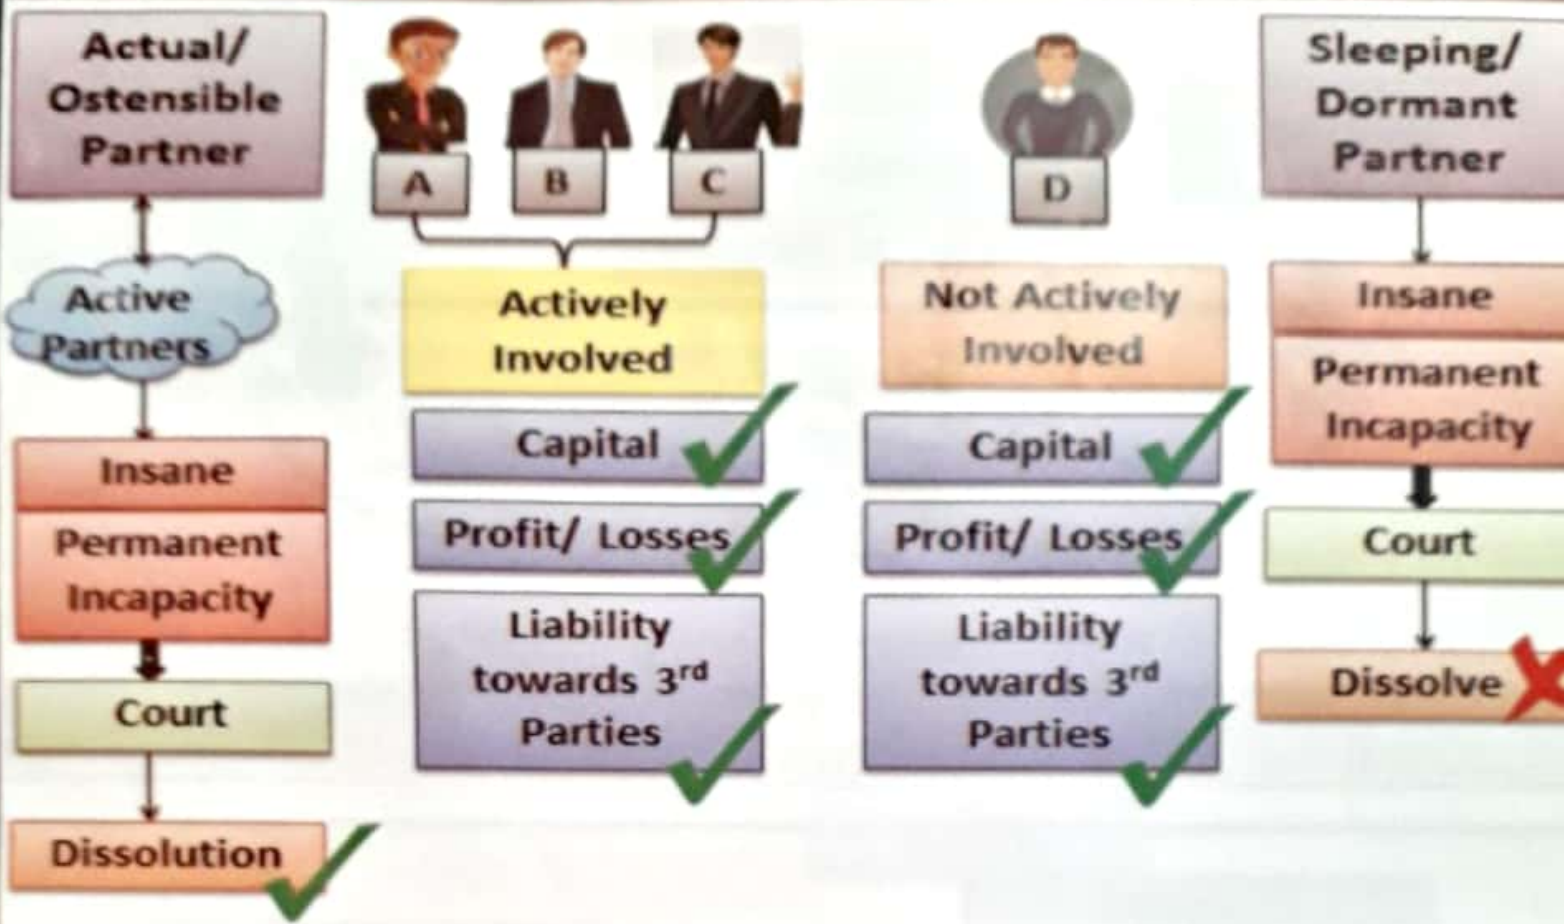 Actual/
Ostensible
Partner
Active
Partners
Insane
Permanent
Incapacity
Court
Dissolution
A
B
C
Actively
Involved
Capital
Profit/ Losses
Liability
towards 3rd
Parties
D
Not Actively
Involved
Capital
Profit/ Losses
Liability
towards 3rd
Parties
Sleeping/
Dormant
Partner
Insane
Permanent
Incapacity
Court
Dissolve